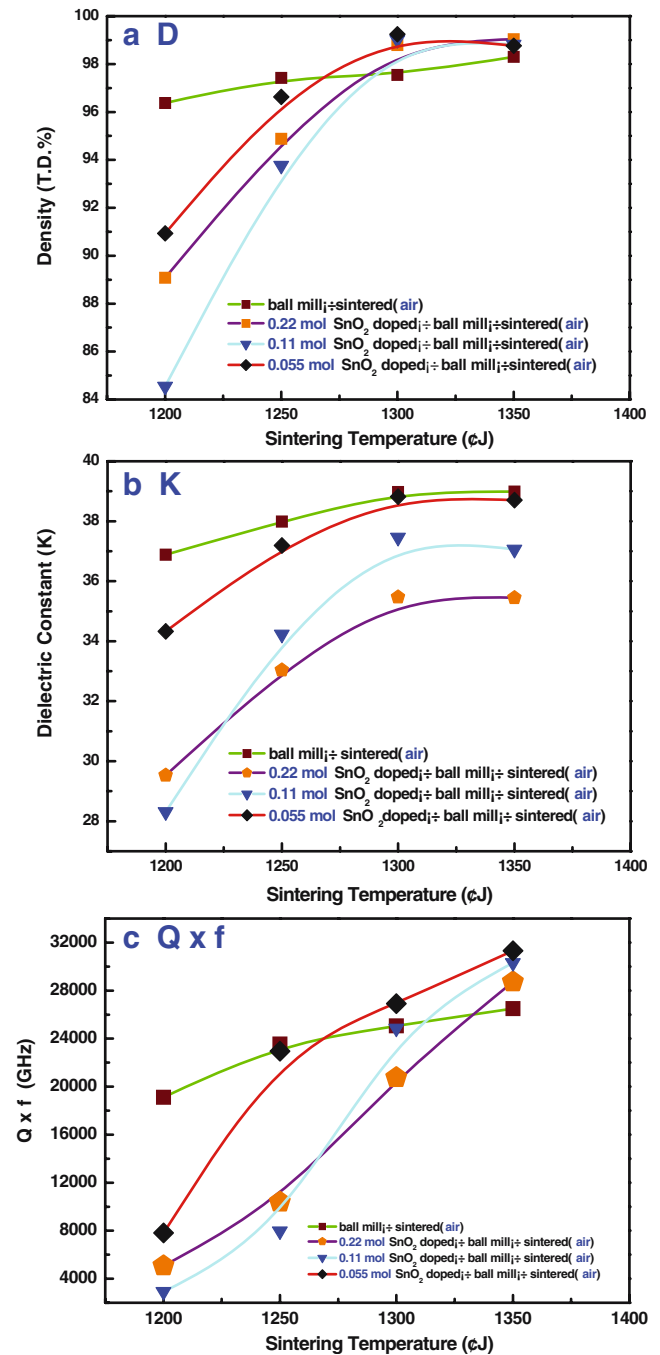 a D
100
98
96
94
92
90
88
86
84
Density (T.D.%)
ball mill¡÷sintered(air)
0.22 mol SnO2 doped¡÷ ball mill¡÷sintered(air)
0.11 mol SnO2 doped¡÷ ball mill¡÷sintered(air)
0.055 mol SnO2 doped¡÷ ball mill¡÷sintered(air)
1200 1250 1300 1350 1400
Sintering Temperature (¢J)
b K
40
38
36
34
32
30
28
Dielectric Constant (K)
ball mill¡÷ sintered(air)
0.22 mol SnO2 doped¡÷ ball mill¡÷ sintered( air)
0.11 mol SnO2 doped¡÷ ball mill¡÷ sintered( air)
0.055 mol SnO2doped¡÷ ball mill¡÷ sintered( air)
1200 1250 1300 1350 1400
Sintering Temperature (¢J)
c Q x f
32000
28000
24000
20000
16000
12000
8000
4000
Q x f (GHz)
ball mill¡÷ sintered(air)
0.22 mol SnO2 doped¡÷ ball mill¡÷ sintered( air)
0.11 mol SnO2 doped¡÷ ball mill¡÷ sintered( air)
0.055 mol SnO2 doped¡÷ ball mill¡÷ sintered( air)
1200 1250 1300 1350 1400
Sintering Temperature (¢J)